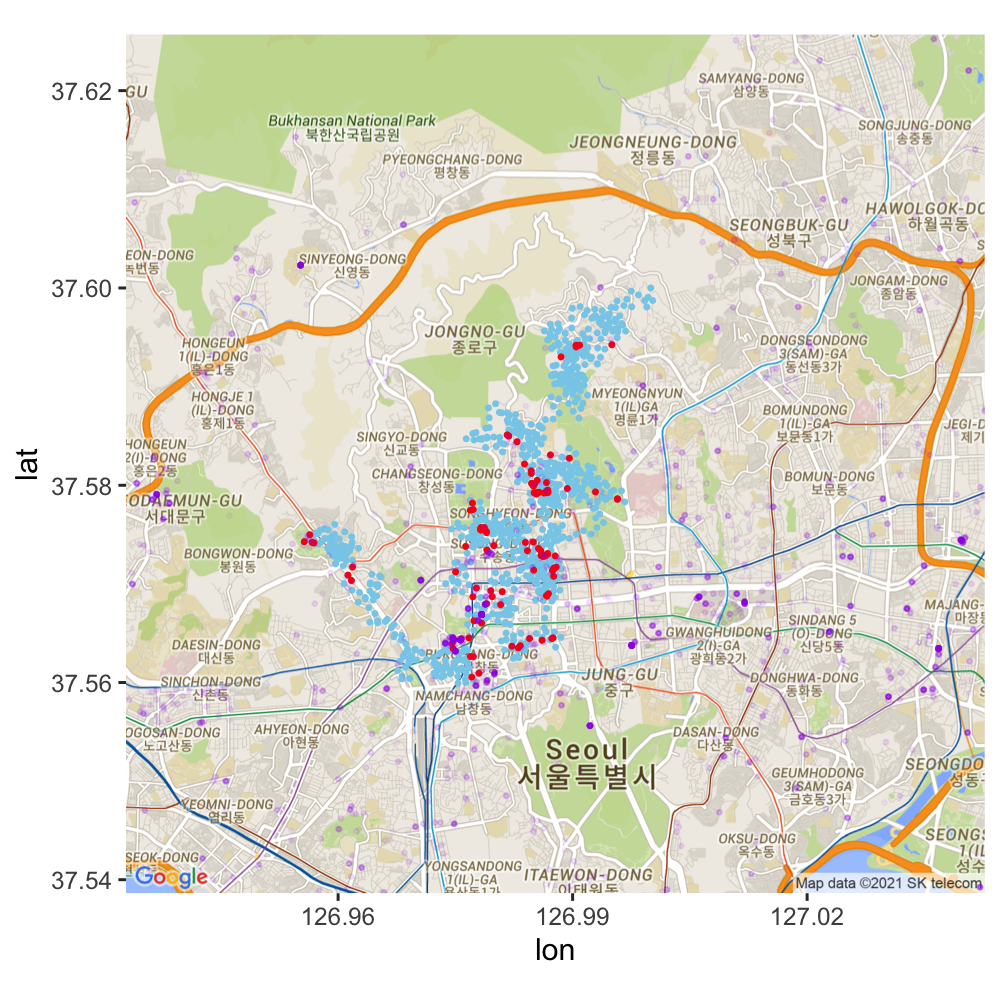 SAMYANG-DONG
삼양동
37.62
GU
Bukhansan National Park
북한산국립공원
SONGJUNG-DONG
송중동
JEONGNEUNG-DONG
정릉동
PYEONGCHANG-DONG
평창동
HAWOLGOK-DO
하월곡동
SEONGBUK-GU
성북구
EON-DONG
녹번동
SINYEONG-DONG
신영동
37.60
JONGAM-DONG
종암동
JONGNO-GU
종로구
HONGEUN
1(IL)-DONG
홍은1동
DONGSEONDONG
3(SAM)-GA
동선동3가
HONGJE 1
(IL)-DONG
홍제1동
MYEONGNYUN
1(IL)GA
명륜1가
BOMUNDONG
1(IL)-GA
보문동1가
JEGI-D
제기
SINGYO-DONG
신교동
HONGEUN
2(I)-DONG
홍은2동
CHANGSEONG-DONG
창성동
BOMUN-DONG
보문동
37.58
ODAEMUN-GU
서대문구
SONGHYEON-DONG
BONGWON-DONG
봉원동
MAJANG-
마장동
GWANGHUIDONG
2(I)-GA
광희동2가
SINDANG 5
(O)-DONG
신당5동
DAESIN-DONG
대신동
37.56
SINCHON-DONG
신촌동
JUNG-GU
중구
DONGHWA-DONG
동화동
NAMCHANG-DONG
남창동
OGOSAN-DONG
노고산동
AHYEON-DONG
아현동
DASAN-DONG
다산동
Seoul
서울특별시
SEONGDO
성동
GEUMHODONG
3(SAM)-GA
금호동3가
YEOMNI-DONG
염리동
OKSU-DONG
옥수동
SEONGS
1(IL
성수
SEOK-DONG
YONGSANDONG
1(IL)-GA
용산동1가
ITAEWON-DONG
이태원동
37.54
Google
Map data ©2021 SK telecom
126.96
126.99
127.02
lon
lat